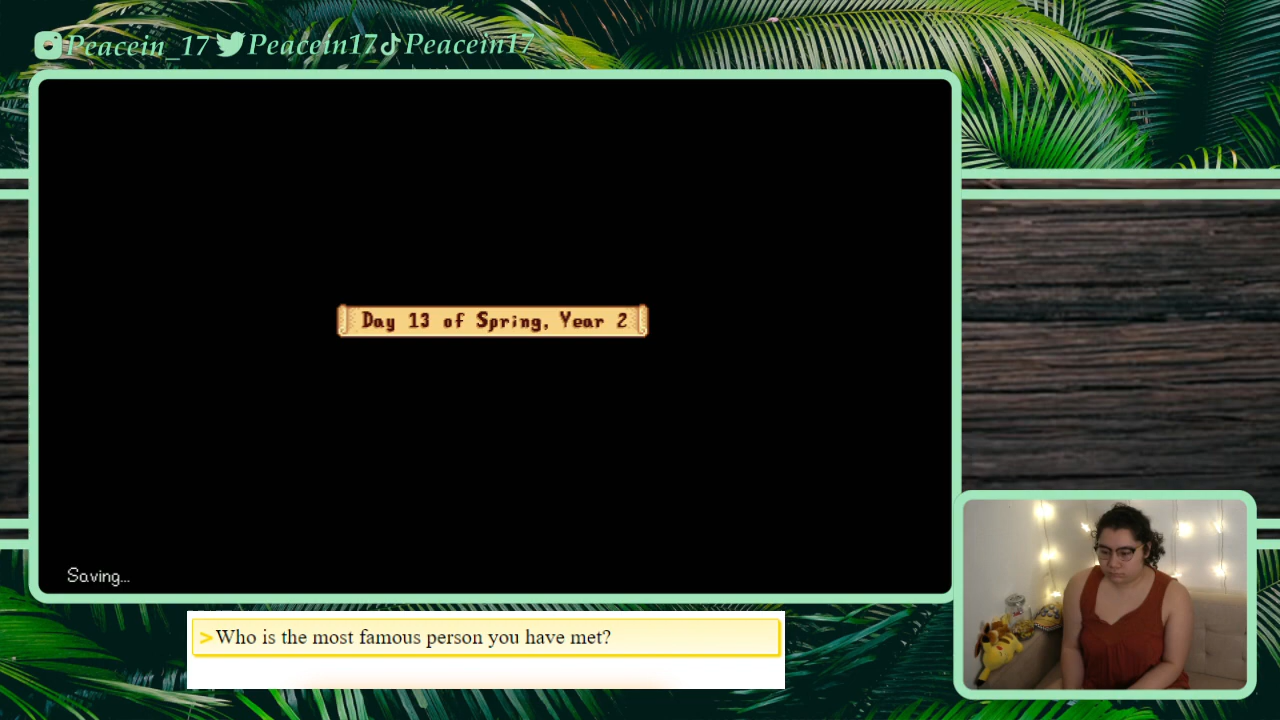 Peacein_17 Peacein17 Peacein17
Day 13 of Spring, Year 2
Saving...
>Who is the most famous person you have met?